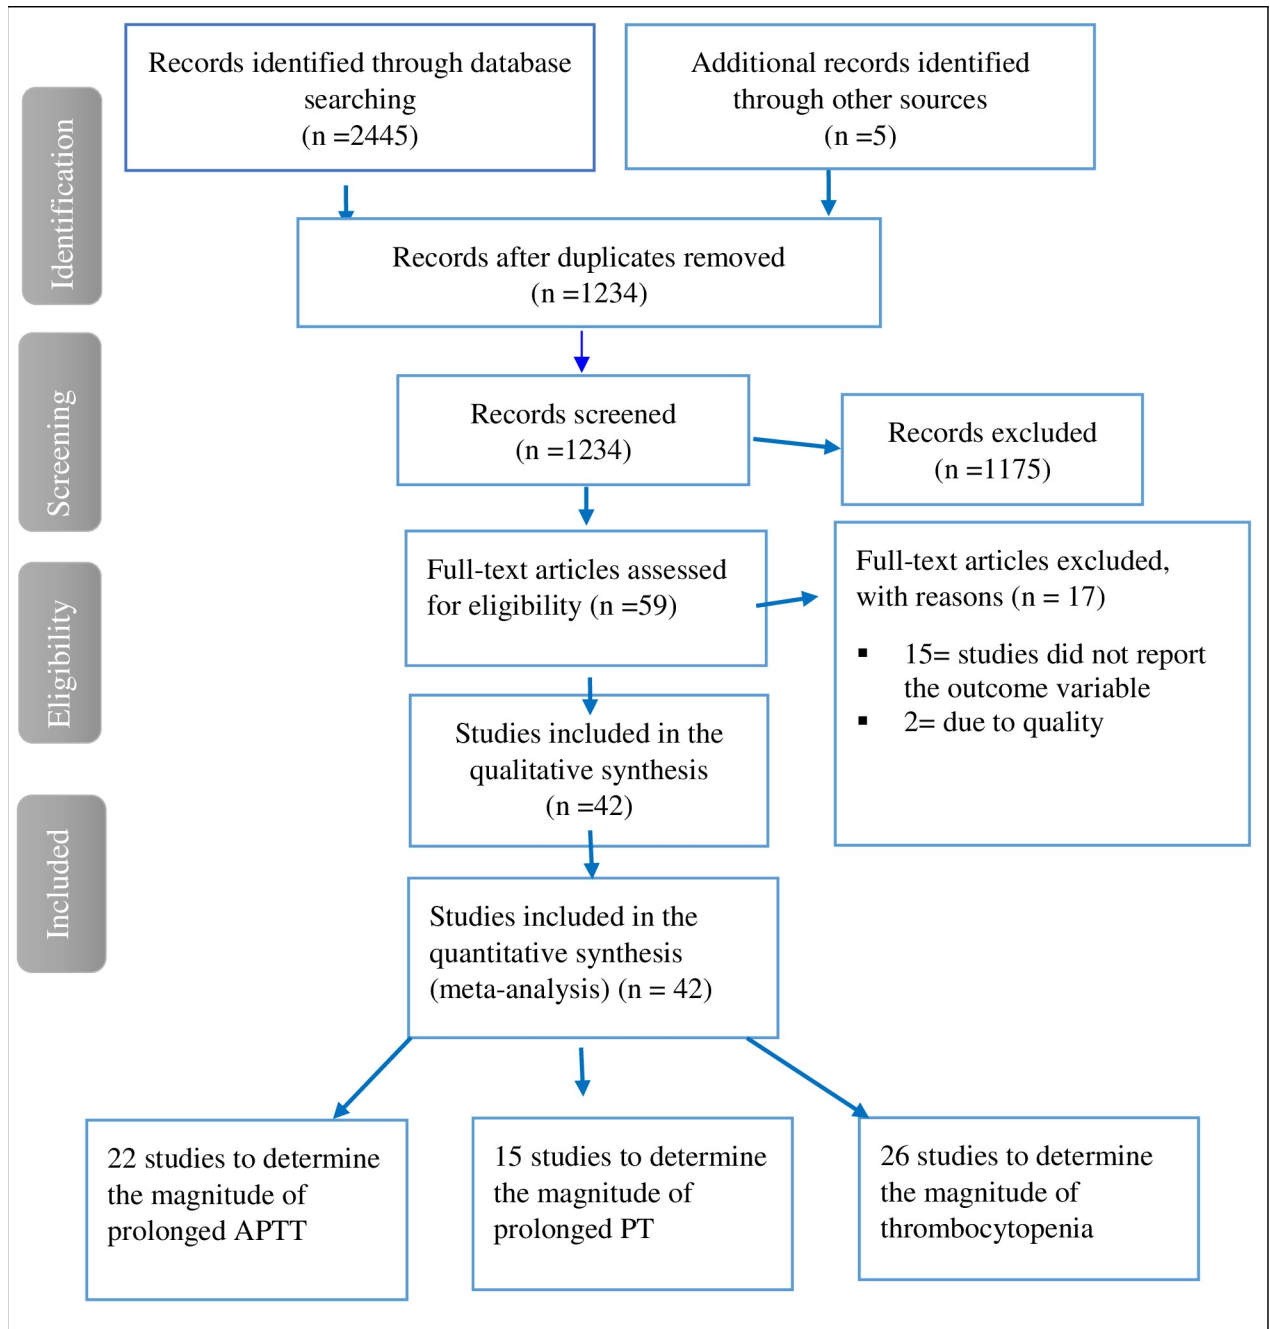 Records identified through database
searching
(n =2445)
Additional records identified
through other sources
(n =5)
Identification
Records after duplicates removed
(n =1234)
Screening
Records screened
(n =1234)
Records excluded
(n =1175)
Eligibility
Full-text articles assessed
for eligibility (n =59)
Full-text articles excluded,
with reasons (n = 17)
▪ 15= studies did not report
the outcome variable
▪ 2= due to quality
Studies included in the
qualitative synthesis
(n =42)
Included
Studies included in the
quantitative synthesis
(meta-analysis) (n = 42)
22 studies to determine
the magnitude of
prolonged APTT
15 studies to determine
the magnitude of
prolonged PT
26 studies to determine
the magnitude of
thrombocytopenia